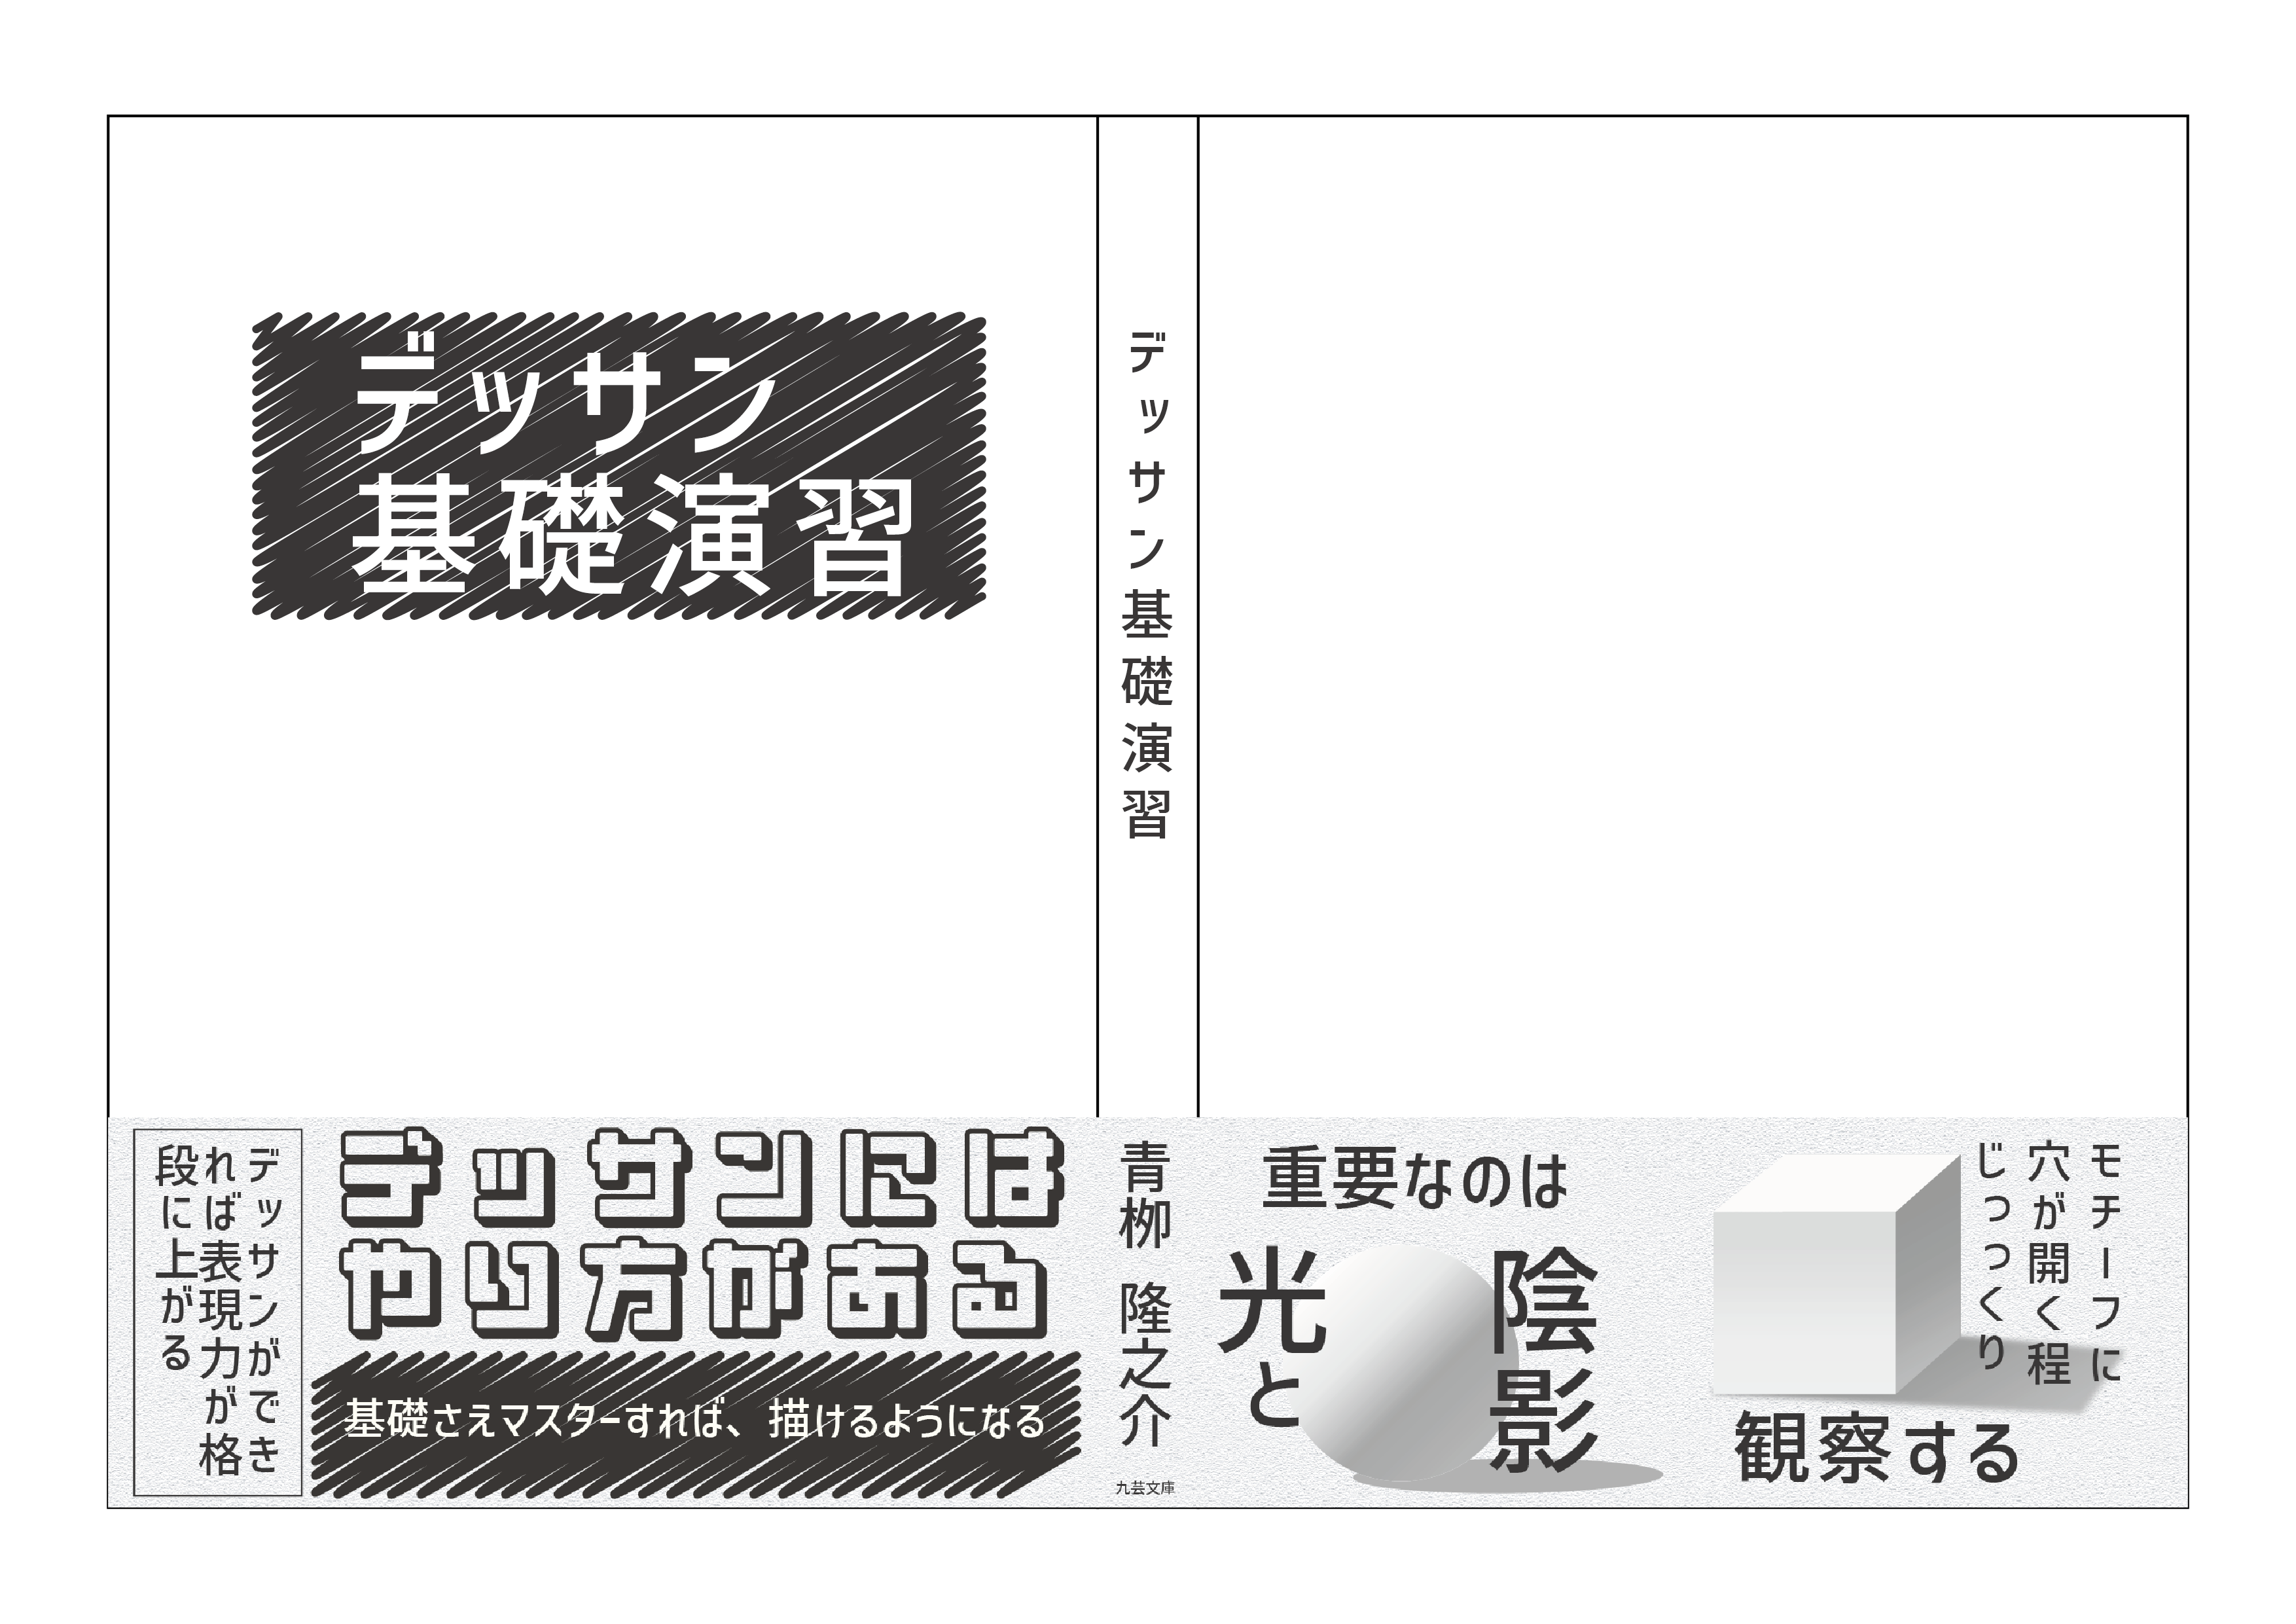 デッサン
基礎演習
デッサン基礎演習
デッサンができ
れば表現力が格
段に上がる
デッサンには
やり方がある
基礎さえマスターすれば、描けるようになる
青柳 隆之介
九芸文庫
重要なのは
光と
陰影
モチーフに
穴が開く程
じっっくり
観察する